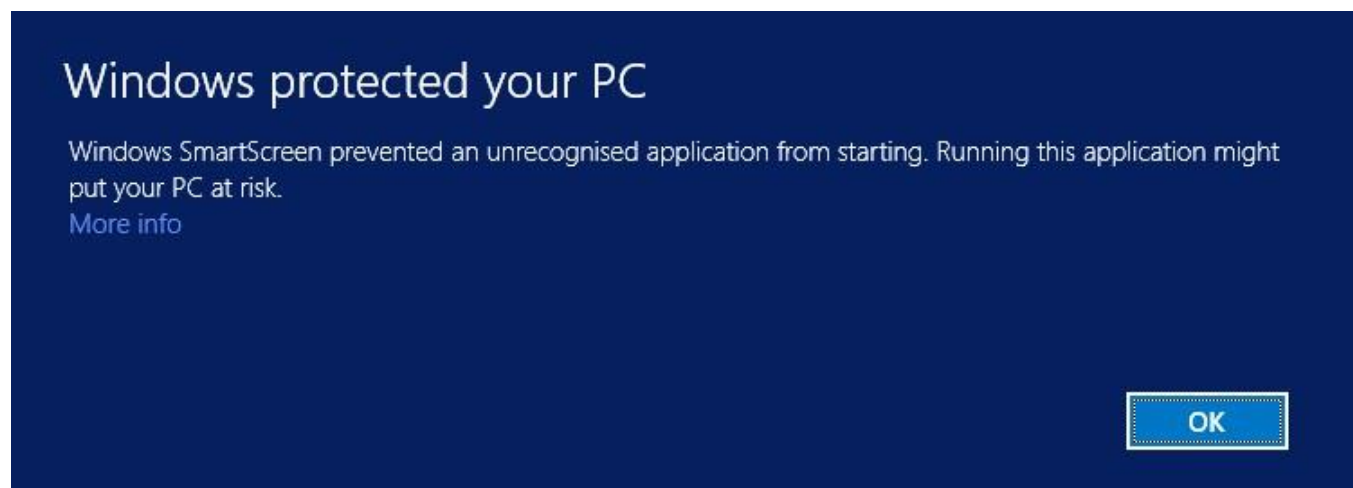 Windows protected your PC
Windows SmartScreen prevented an unrecognised application from starting. Running this application might
put your PC at risk.
More info
OK